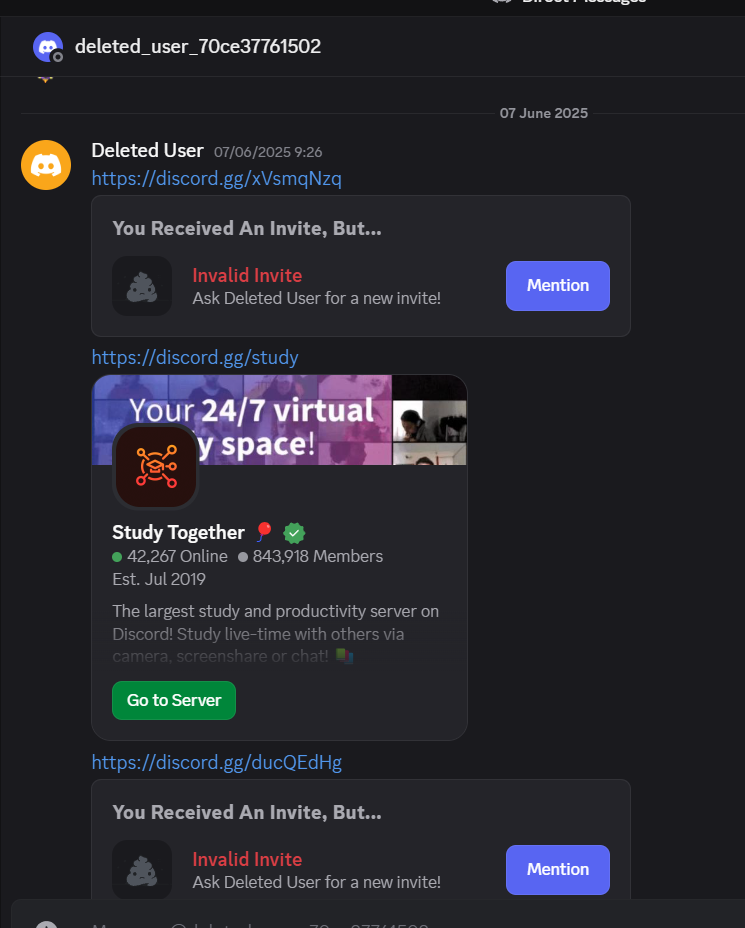 Direct Messages
deleted_user_70ce37761502
07 June 2025
Deleted User 07/06/2025 9:26
https://discord.gg/xVsmqNzq
You Received An Invite, But...
Invalid Invite
Ask Deleted User for a new invite!
Mention
https://discord.gg/study
Your 24/7 virtual
y space!
Study Together
42,267 Online 843,918 Members
Est. Jul 2019
The largest study and productivity server on
Discord! Study live-time with others via
camera, screenshare or chat!
Go to Server
https://discord.gg/ducQEdHg
You Received An Invite, But...
Invalid Invite
Ask Deleted User for a new invite!
Mention